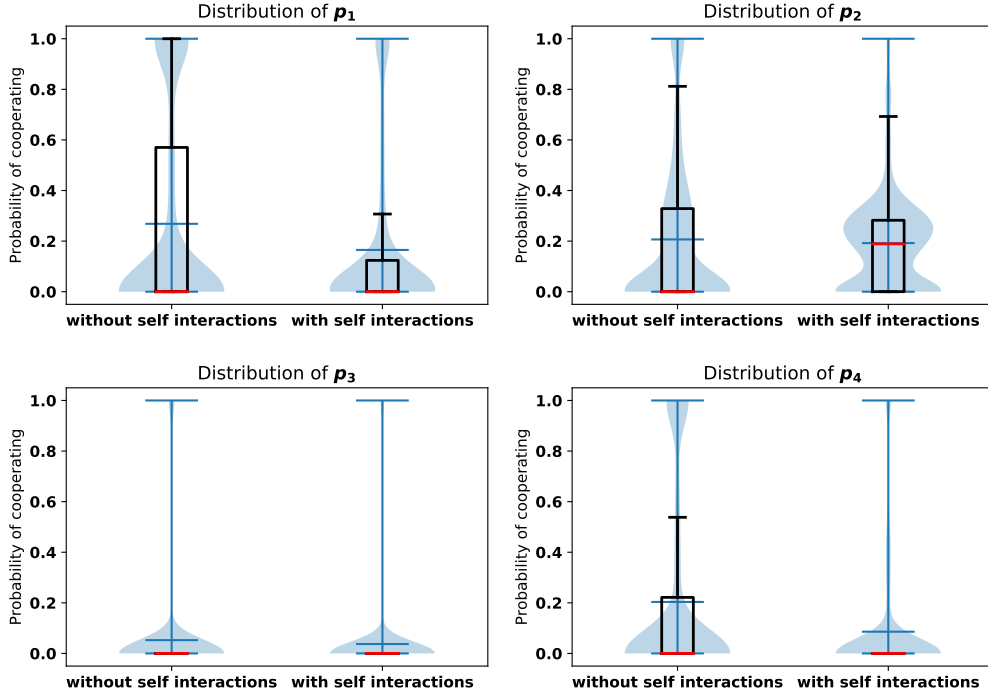 Distribution of p1
Distribution of p2
Probability of cooperating
1.0
0.8
0.6
0.4
0.2
0.0
without self interactions
with self interactions
Probability of cooperating
1.0
0.8
0.6
0.4
0.2
0.0
without self interactions
with self interactions
Distribution of p3
Distribution of p4
Probability of cooperating
1.0
0.8
0.6
0.4
0.2
0.0
without self interactions
with self interactions
Probability of cooperating
1.0
0.8
0.6
0.4
0.2
0.0
without self interactions
with self interactions